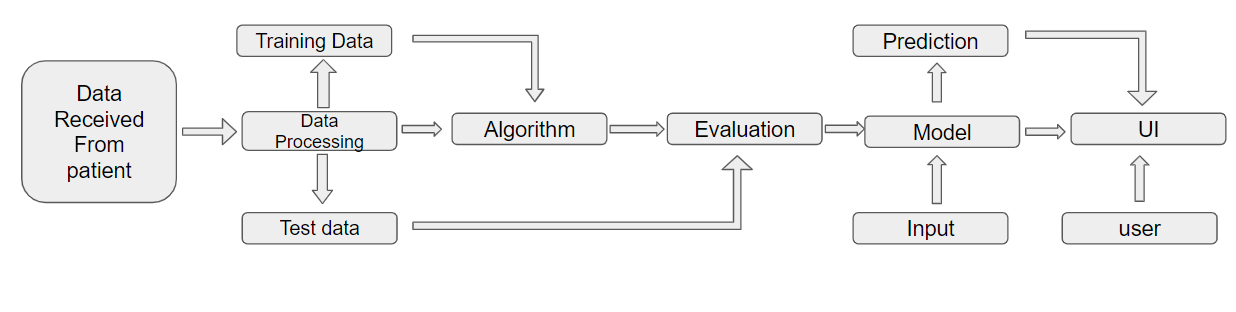 Training Data
Prediction
Data
Received
From
patient
Data
Processing
Algorithm
Evaluation
Model
UI
Test data
Input
user